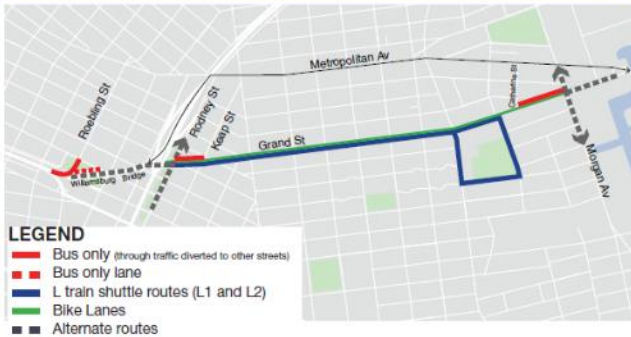 Metropolitan Av
Catherine St
Roebling St
Rodney St
Keap St
Grand St
Williamsburg Bridge
Morgan Av
LEGEND
Bus only (through traffic diverted to other streets)
Bus only lane
L train shuttle routes (L1 and L2)
Bike Lanes
Alternate routes